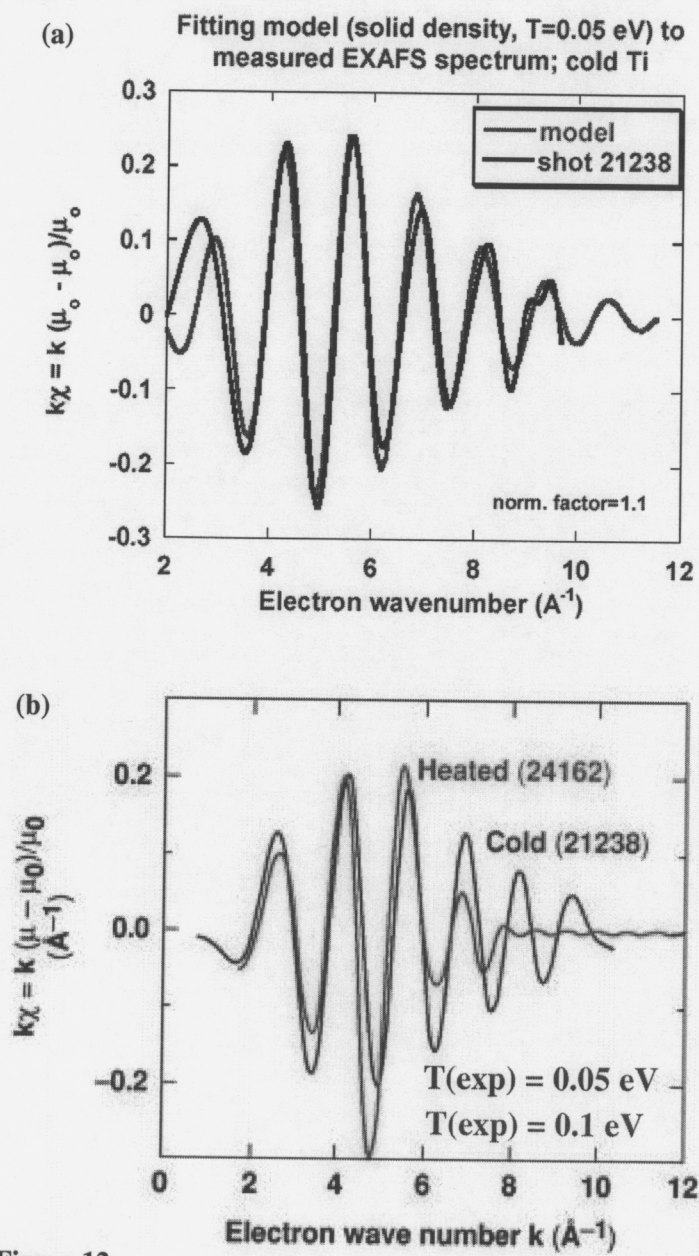 (a)
Fitting model (solid density, T=0.05 eV) to
measured EXAFS spectrum; cold Ti
0.3
0.2
0.1
0
-0.1
-0.2
-0.3
kχ = k (μₒ - μₒ)/μₒ
model
shot 21238
norm. factor=1.1
2 4 6 8 10 12
Electron wavenumber (A⁻¹)
(b)
0.2
0.0
–0.2
kχ = k (μ – μ0)/μ0
(Å–1)
Heated (24162)
Cold (21238)
T(exp) = 0.05 eV
T(exp) = 0.1 eV
0 2 4 6 8 10 12
Electron wave number k (Å–1)